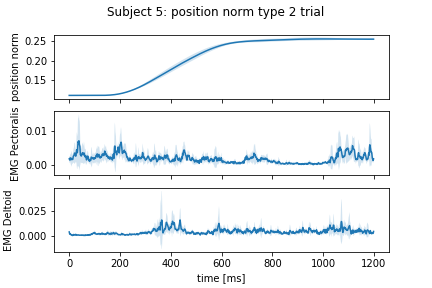 Subject 5: position norm type 2 trial
position norm
0.25
0.20
0.15
EMG Pectoralis
0.01
0.00
EMG Deltoid
0.025
0.000
0 200 400 600 800 1000 1200
time [ms]